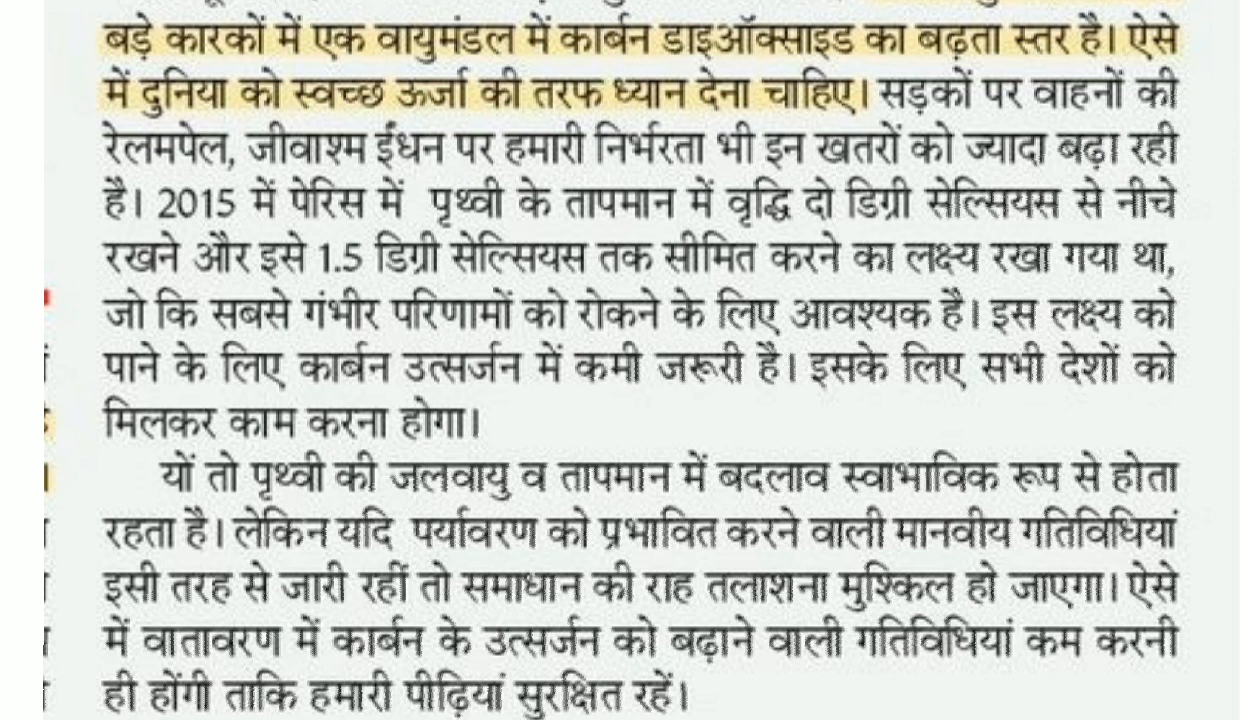 बड़े कारकों में एक वायुमंडल में कार्बन डाइऑक्साइड का बढ़ता स्तर है। ऐसे
में दुनिया को स्वच्छ ऊर्जा की तरफ ध्यान देना चाहिए। सड़कों पर वाहनों की
रेलमपेल, जीवाश्म ईंधन पर हमारी निर्भरता भी इन खतरों को ज्यादा बढ़ा रही
है। 2015 में पेरिस में पृथ्वी के तापमान में वृद्धि दो डिग्री सेल्सियस से नीचे
रखने और इसे 1.5 डिग्री सेल्सियस तक सीमित करने का लक्ष्य रखा गया था,
जो कि सबसे गंभीर परिणामों को रोकने के लिए आवश्यक है। इस लक्ष्य को
पाने के लिए कार्बन उत्सर्जन में कमी जरूरी है। इसके लिए सभी देशों को
मिलकर काम करना होगा।
यों तो पृथ्वी की जलवायु व तापमान में बदलाव स्वाभाविक रूप से होता
रहता है। लेकिन यदि पर्यावरण को प्रभावित करने वाली मानवीय गतिविधियां
इसी तरह से जारी रहीं तो समाधान की राह तलाशना मुश्किल हो जाएगा। ऐसे
में वातावरण में कार्बन के उत्सर्जन को बढ़ाने वाली गतिविधियां कम करनी
ही होंगी ताकि हमारी पीढ़ियां सुरक्षित रहें।